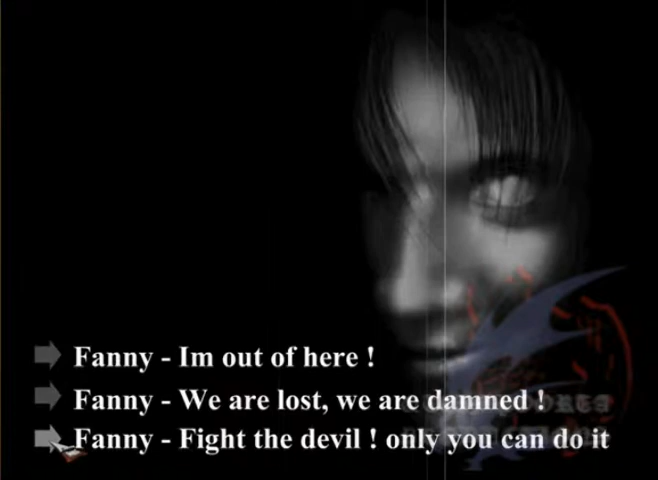 Fanny - Im out of here !
Fanny - We are lost, we are damned !
Fanny - Fight the devil ! only you can do it